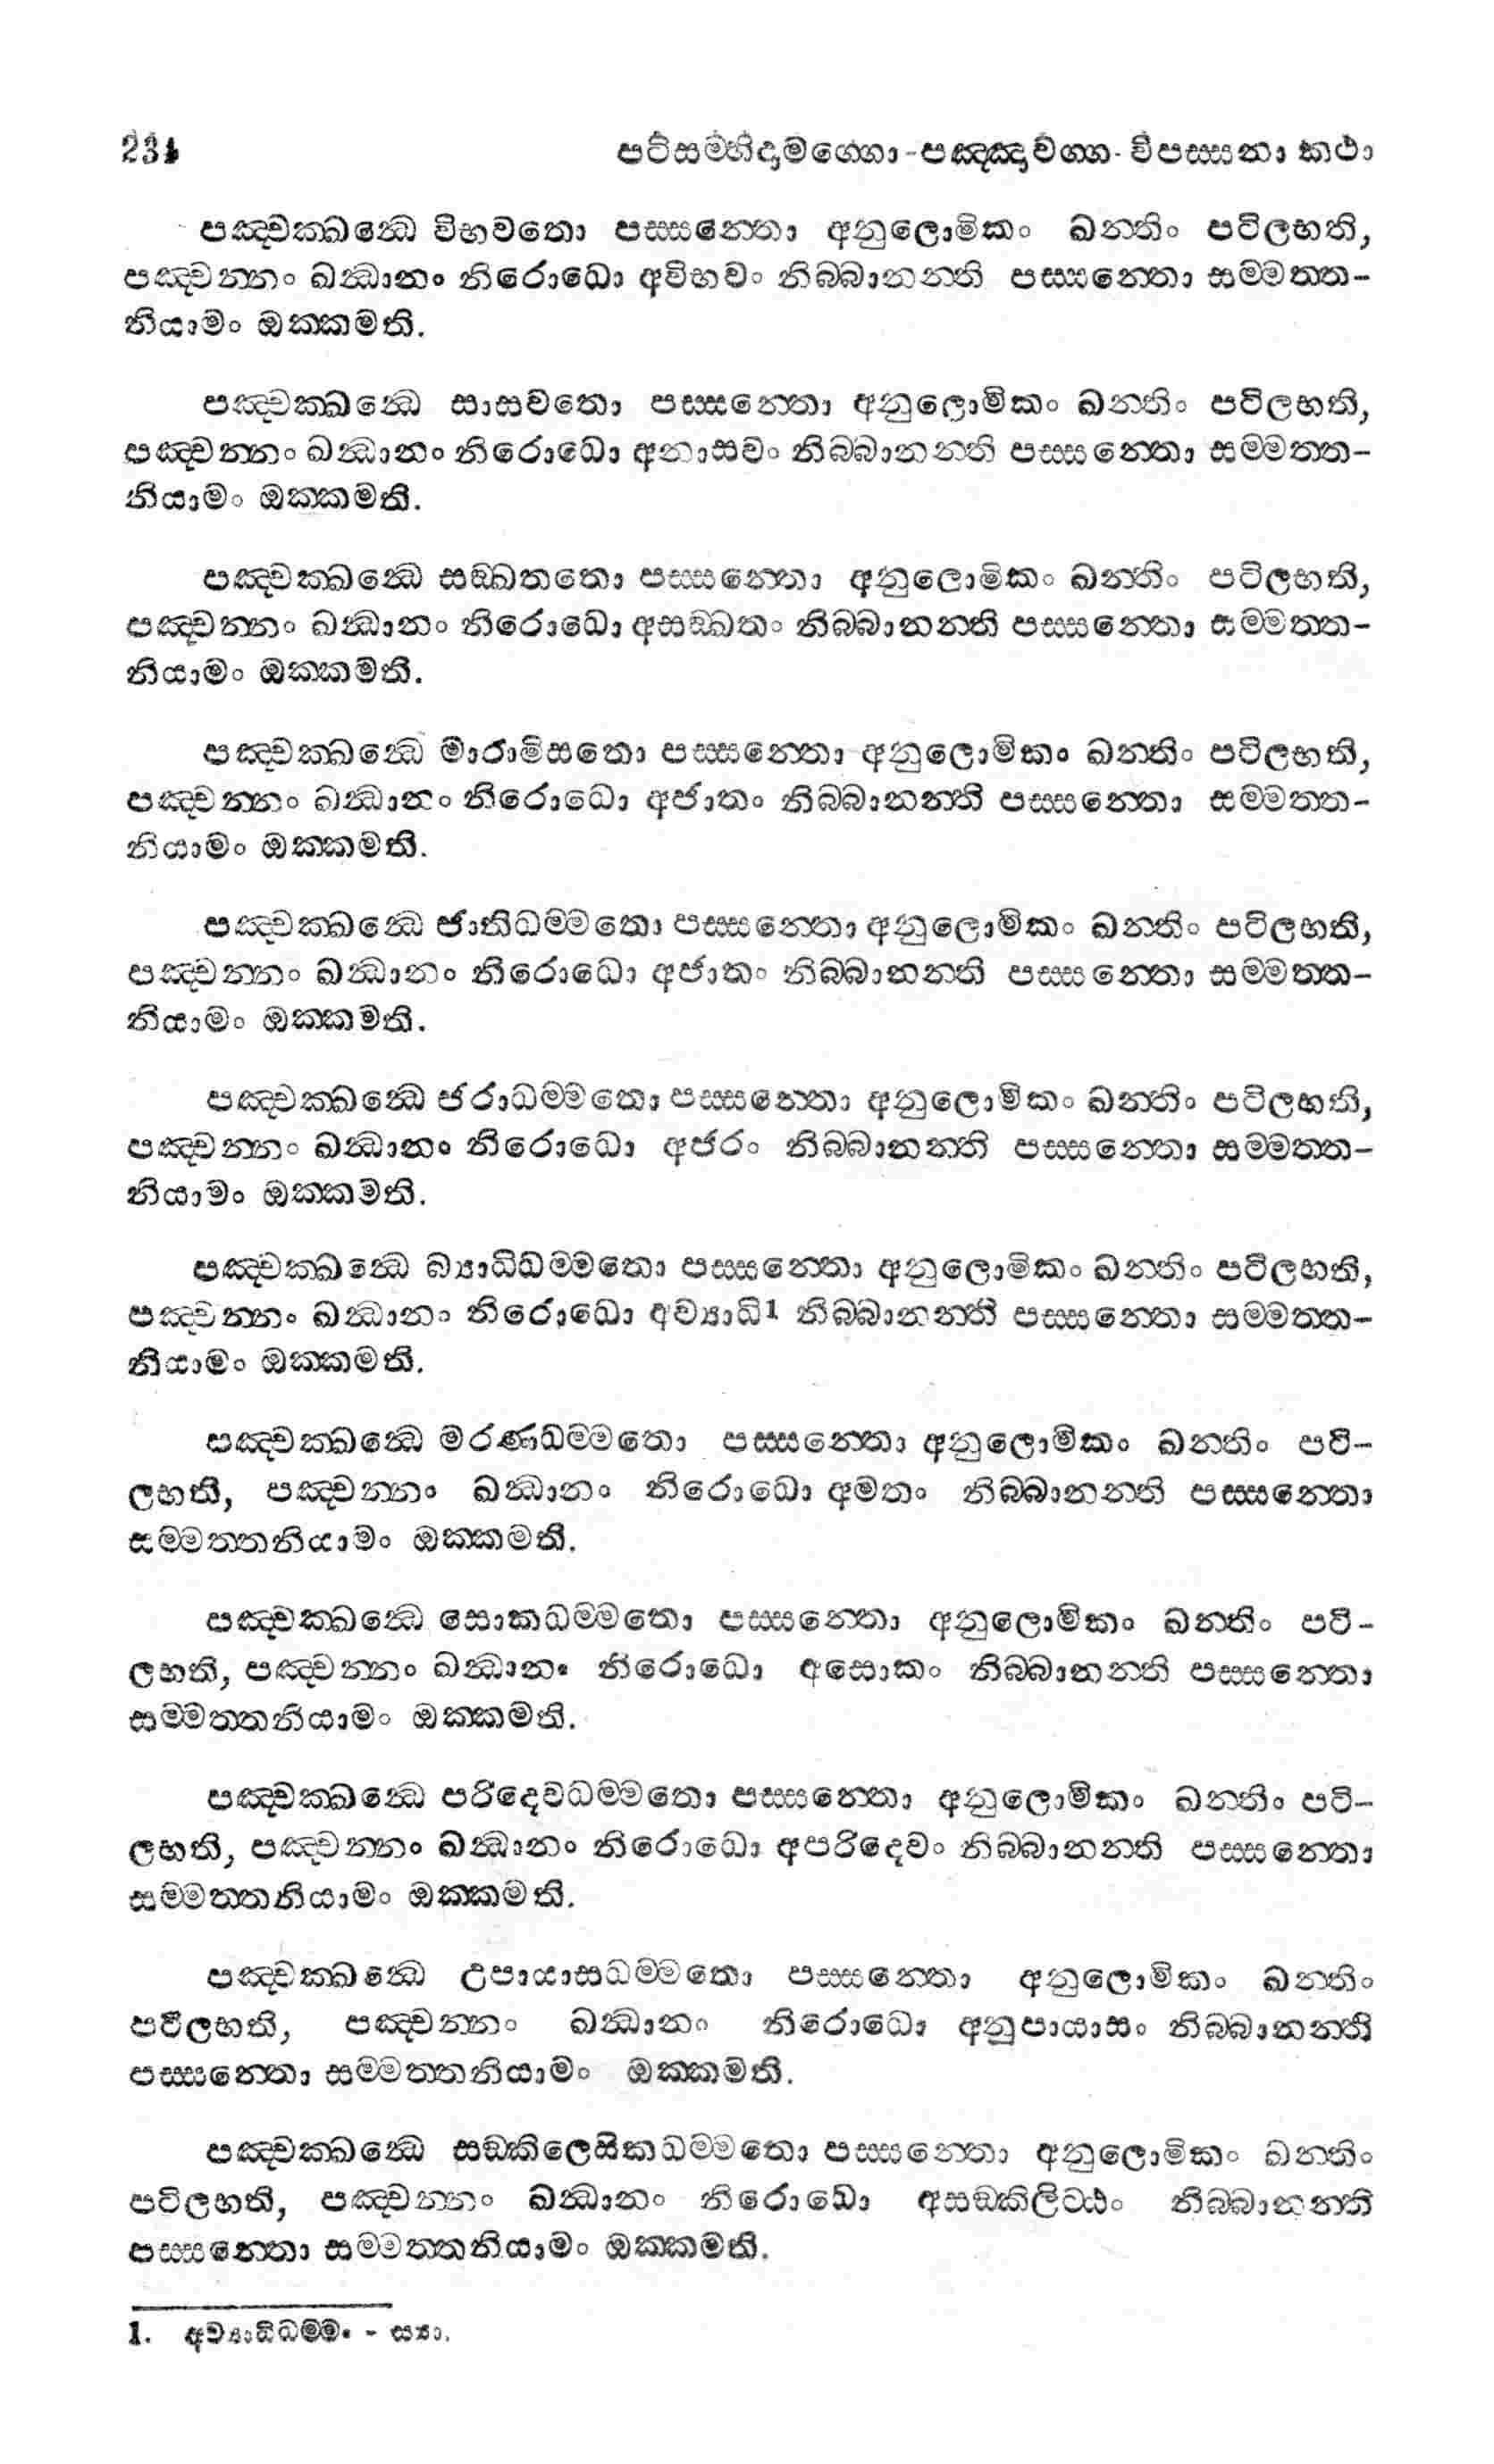 234 පටිසම්භිදාමග්ගො-පඤ්ඤාවග්ග- විපස්සනා කථා
පඤ්චක්ඛන්ධෙ විභවතො පස්සන්තො අනුලොමිකං ඛන්තිං පටිලභති,
පඤ්චන්නං ඛන්ධානං නිරොධො අවිභවං නිබ්බානන්ති පස්සන්තො සම්මත්ත-
නියාමං ඔක්කමති.
පඤ්චක්ඛන්ධෙ සාසවතො පස්සන්තො අනුලොමිකං ඛන්තිං පටිලභති,
පඤ්චන්නං ඛන්ධානං නිරොධො අනාසවං නිබ්බානන්ති පස්සන්තො සම්මත්ත-
නියාමං ඔක්කමති.
පඤ්චක්ඛන්ධෙ සඞ්ඛතතො පස්සන්තො අනුලොමිකං ඛන්තිං පටිලභති,
පඤ්චන්නං ඛන්ධානං නිරොධො අසඞ්ඛතං නිබ්බානන්ති පස්සන්තො සම්මත්ත-
නියාමං ඔක්කමති.
පඤ්චක්ඛන්ධෙ මාරාමිසතො පස්සන්තො අනුලොමිකං ඛන්තිං පටිලභති,
පඤ්චන්නං ඛන්ධානං නිරොධො අජාතං නිබ්බානන්ති පස්සන්තො සම්මත්ත-
නියාමං ඔක්කමති.
පඤ්චක්ඛන්ධෙ ජාතිධම්මතො පස්සන්තො අනුලොමිකං ඛන්තිං පටිලභති,
පඤ්චන්නං ඛන්ධානං නිරොධො අජාතං නිබ්බානන්ති පස්සන්තො සම්මත්ත-
නියාමං ඔක්කමති.
පඤ්චක්ඛන්ධෙ ජරාධම්මතො පස්සන්තො අනුලොමිකං ඛන්තිං පටිලභති,
පඤ්චන්නං ඛන්ධානං නිරොධො අජරං නිබ්බානන්ති පස්සන්තො සම්මත්ත-
නියාමං ඔක්කමති.
පඤ්චක්ඛන්ධෙ බ්‍යාධිධම්මතො පස්සන්තො අනුලොමිකං ඛන්තිං පටිලභති,
පඤ්චන්නං ඛන්ධානං නිරොධො අව්‍යාධි1 නිබ්බානන්ති පස්සන්තො සම්මත්ත-
නියාමං ඔක්කමති.
පඤ්චක්ඛන්ධෙ මරණධම්මතො පස්සන්තො අනුලොමිකං ඛන්තිං පටි-
ලභති, පඤ්චන්නං ඛන්ධානං නිරොධො අමතං නිබ්බානන්ති පස්සන්තො
සම්මත්තනියාමං ඔක්කමති.
පඤ්චක්ඛන්ධෙ සොකධම්මතො පස්සන්තො අනුලොමිකං ඛන්තිං පටි-
ලභති, පඤ්චන්නං ඛන්ධානං නිරොධො අසොකං නිබ්බානන්ති පස්සන්තො
සම්මත්තනියාමං ඔක්කමති.
පඤ්චක්ඛන්ධෙ පරිදෙවධම්මතො පස්සන්තො අනුලොමිකං ඛන්තිං පටි-
ලභති, පඤ්චන්නං ඛන්ධානං නිරොධො අපරිදෙවං නිබ්බානන්ති පස්සන්තො
සම්මත්තනියාමං ඔක්කමති.
පඤ්චක්ඛන්ධෙ උපායාසධම්මතො පස්සන්තො අනුලොමිකං ඛන්තිං
පටිලභති, පඤ්චන්නං ඛන්ධානං නිරොධො අනූපායාසං නිබ්බානන්ති
පස්සන්තො සම්මත්තනියාමං ඔක්කමති.
පඤ්චක්ඛන්ධෙ සඞ්කිලෙසිකධම්මතො පස්සන්තො අනුලොමිකං ඛන්තිං
පටිලභති, පඤ්චන්නං ඛන්ධානං නිරොධො අසඞ්කිලිට්ඨං නිබ්බානන්ති
පස්සන්තො සම්මත්තනියාමං ඔක්කමති.
1. අව්‍යාධිධම්මං - ස්‍යා.